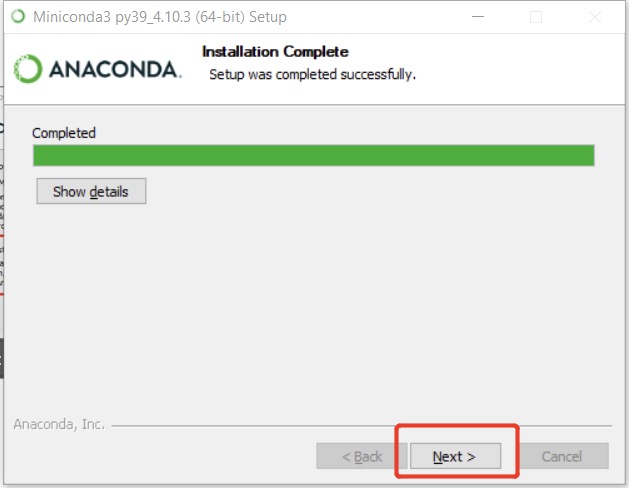 Miniconda3 py39_4.10.3 (64-bit) Setup
ANACONDA.
Installation Complete
Setup was completed successfully.
Completed
Show details
Anaconda, Inc.
< Back
Next >
Cancel